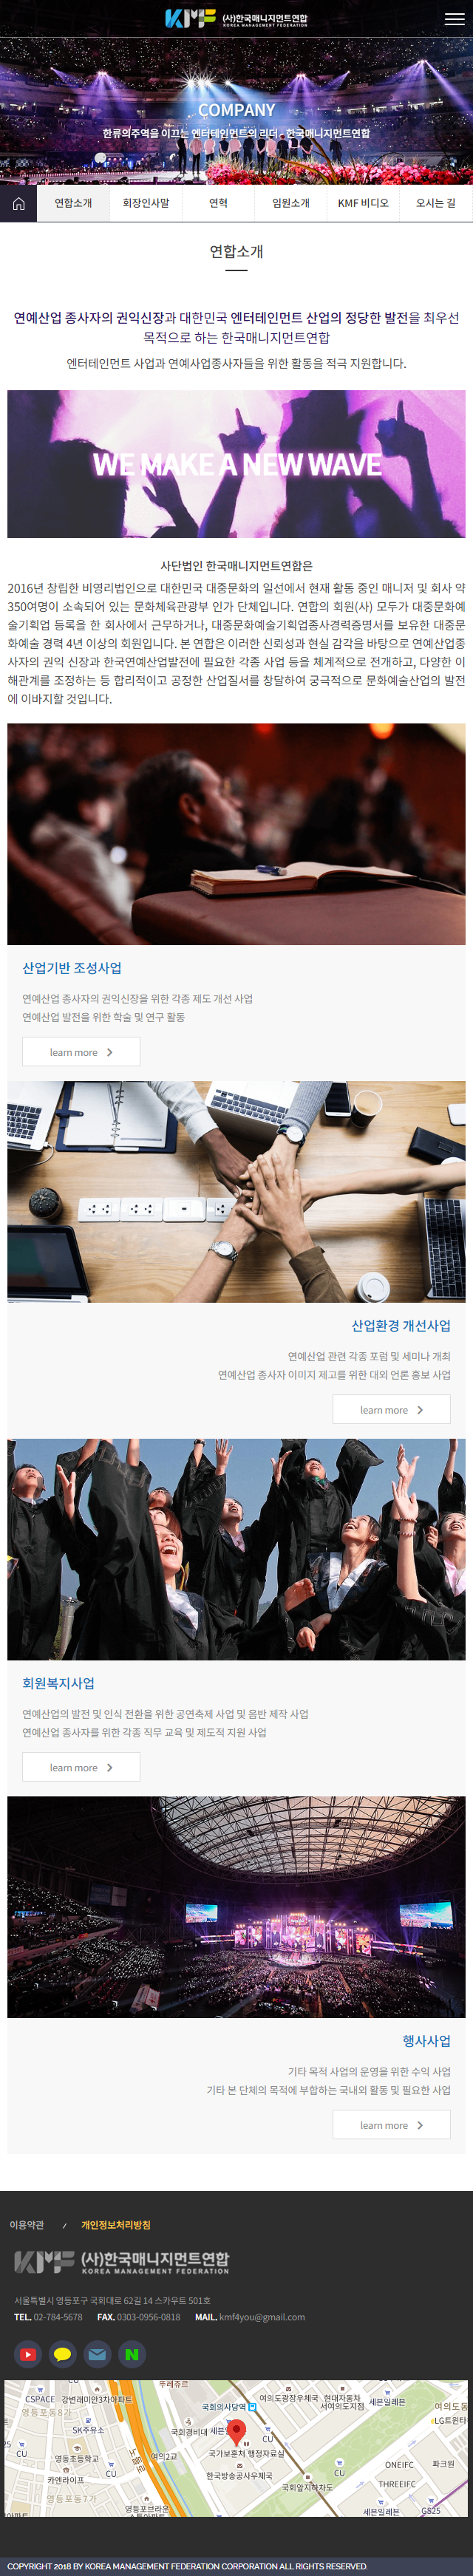 KMF (사)한국매니지먼트연합
KOREA MANAGEMENT FEDERATION
COMPANY
한류의주역을 이끄는 엔터테인먼트의 리더 - 한국매니지먼트연합
연합소개 회장인사말 연혁 임원소개 KMF 비디오 오시는 길
연합소개
연예산업 종사자의 권익신장과 대한민국 엔터테인먼트 산업의 정당한 발전을 최우선
목적으로 하는 한국매니지먼트연합
엔터테인먼트 사업과 연예사업종사자들을 위한 활동을 적극 지원합니다.
WE MAKE A NEW WAVE
사단법인 한국매니지먼트연합은
2016년 창립한 비영리법인으로 대한민국 대중문화의 일선에서 현재 활동 중인 매니저 및 회사 약
350여명이 소속되어 있는 문화체육관광부 인가 단체입니다. 연합의 회원(사) 모두가 대중문화예
술기획업 등록을 한 회사에서 근무하거나, 대중문화예술기획업종사경력증명서를 보유한 대중문
화예술 경력 4년 이상의 회원입니다. 본 연합은 이러한 신뢰성과 현실 감각을 바탕으로 연예산업종
사자의 권익 신장과 한국연예산업발전에 필요한 각종 사업 등을 체계적으로 전개하고, 다양한 이
해관계를 조정하는 등 합리적이고 공정한 산업질서를 창달하여 궁극적으로 문화예술산업의 발전
에 이바지할 것입니다.
산업기반 조성사업
연예산업 종사자의 권익신장을 위한 각종 제도 개선 사업
연예산업 발전을 위한 학술 및 연구 활동
learn more
산업환경 개선사업
연예산업 관련 각종 포럼 및 세미나 개최
연예산업 종사자 이미지 제고를 위한 대외 언론 홍보 사업
learn more
회원복지사업
연예산업의 발전 및 인식 전환을 위한 공연축제 사업 및 음반 제작 사업
연예산업 종사자를 위한 각종 직무 교육 및 제도적 지원 사업
learn more
행사사업
기타 목적 사업의 운영을 위한 수익 사업
기타 본 단체의 목적에 부합하는 국내외 활동 및 필요한 사업
learn more
이용약관 / 개인정보처리방침
KMF (사)한국매니지먼트연합
KOREA MANAGEMENT FEDERATION
서울특별시 영등포구 국회대로 62길 14 스카우트 501호
TEL. 02-784-5678 FAX. 0303-0956-0818 MAIL. kmf4you@gmail.com
N
CU
뚜레쥬르
CSPACE 강변래미안3차아파트
영등포동8가
국회의사당역
여의도광장우체국 현대자동차
서여의도지점
세븐일레븐
여의도동
LG트윈타
SK주유소
국회경비대
세븐
CU
CU
영동초등학교
여의2교
국가보훈처 행정자료실
CU
카엔라이프
한국방송공사우체국
ONEIFC
파크원
국회앞지하차도
THREEIFC
영등포동7가
영등포브라운
CU
세븐일레븐
GS25
COPYRIGHT 2018 BY KOREA MANAGEMENT FEDERATION CORPORATION ALL RIGHTS RESERVED.